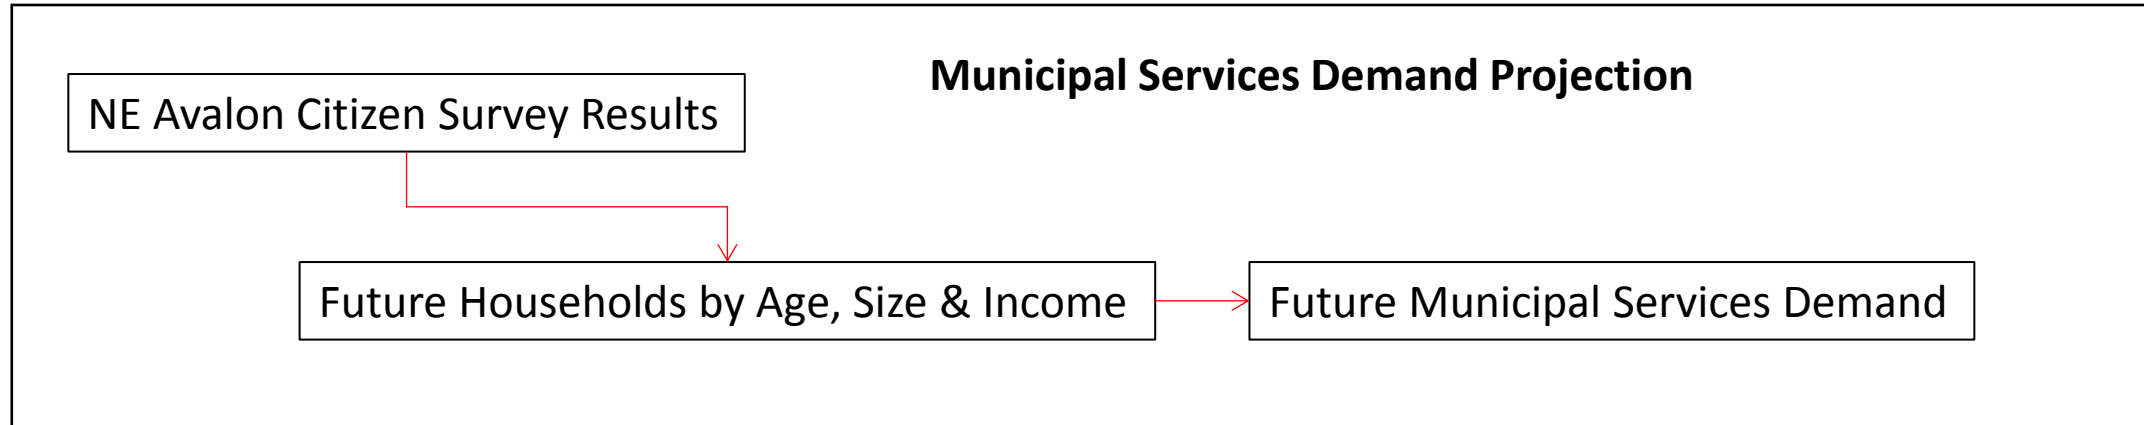 Municipal Services Demand Projection
NE Avalon Citizen Survey Results
Future Households by Age, Size & Income
Future Municipal Services Demand